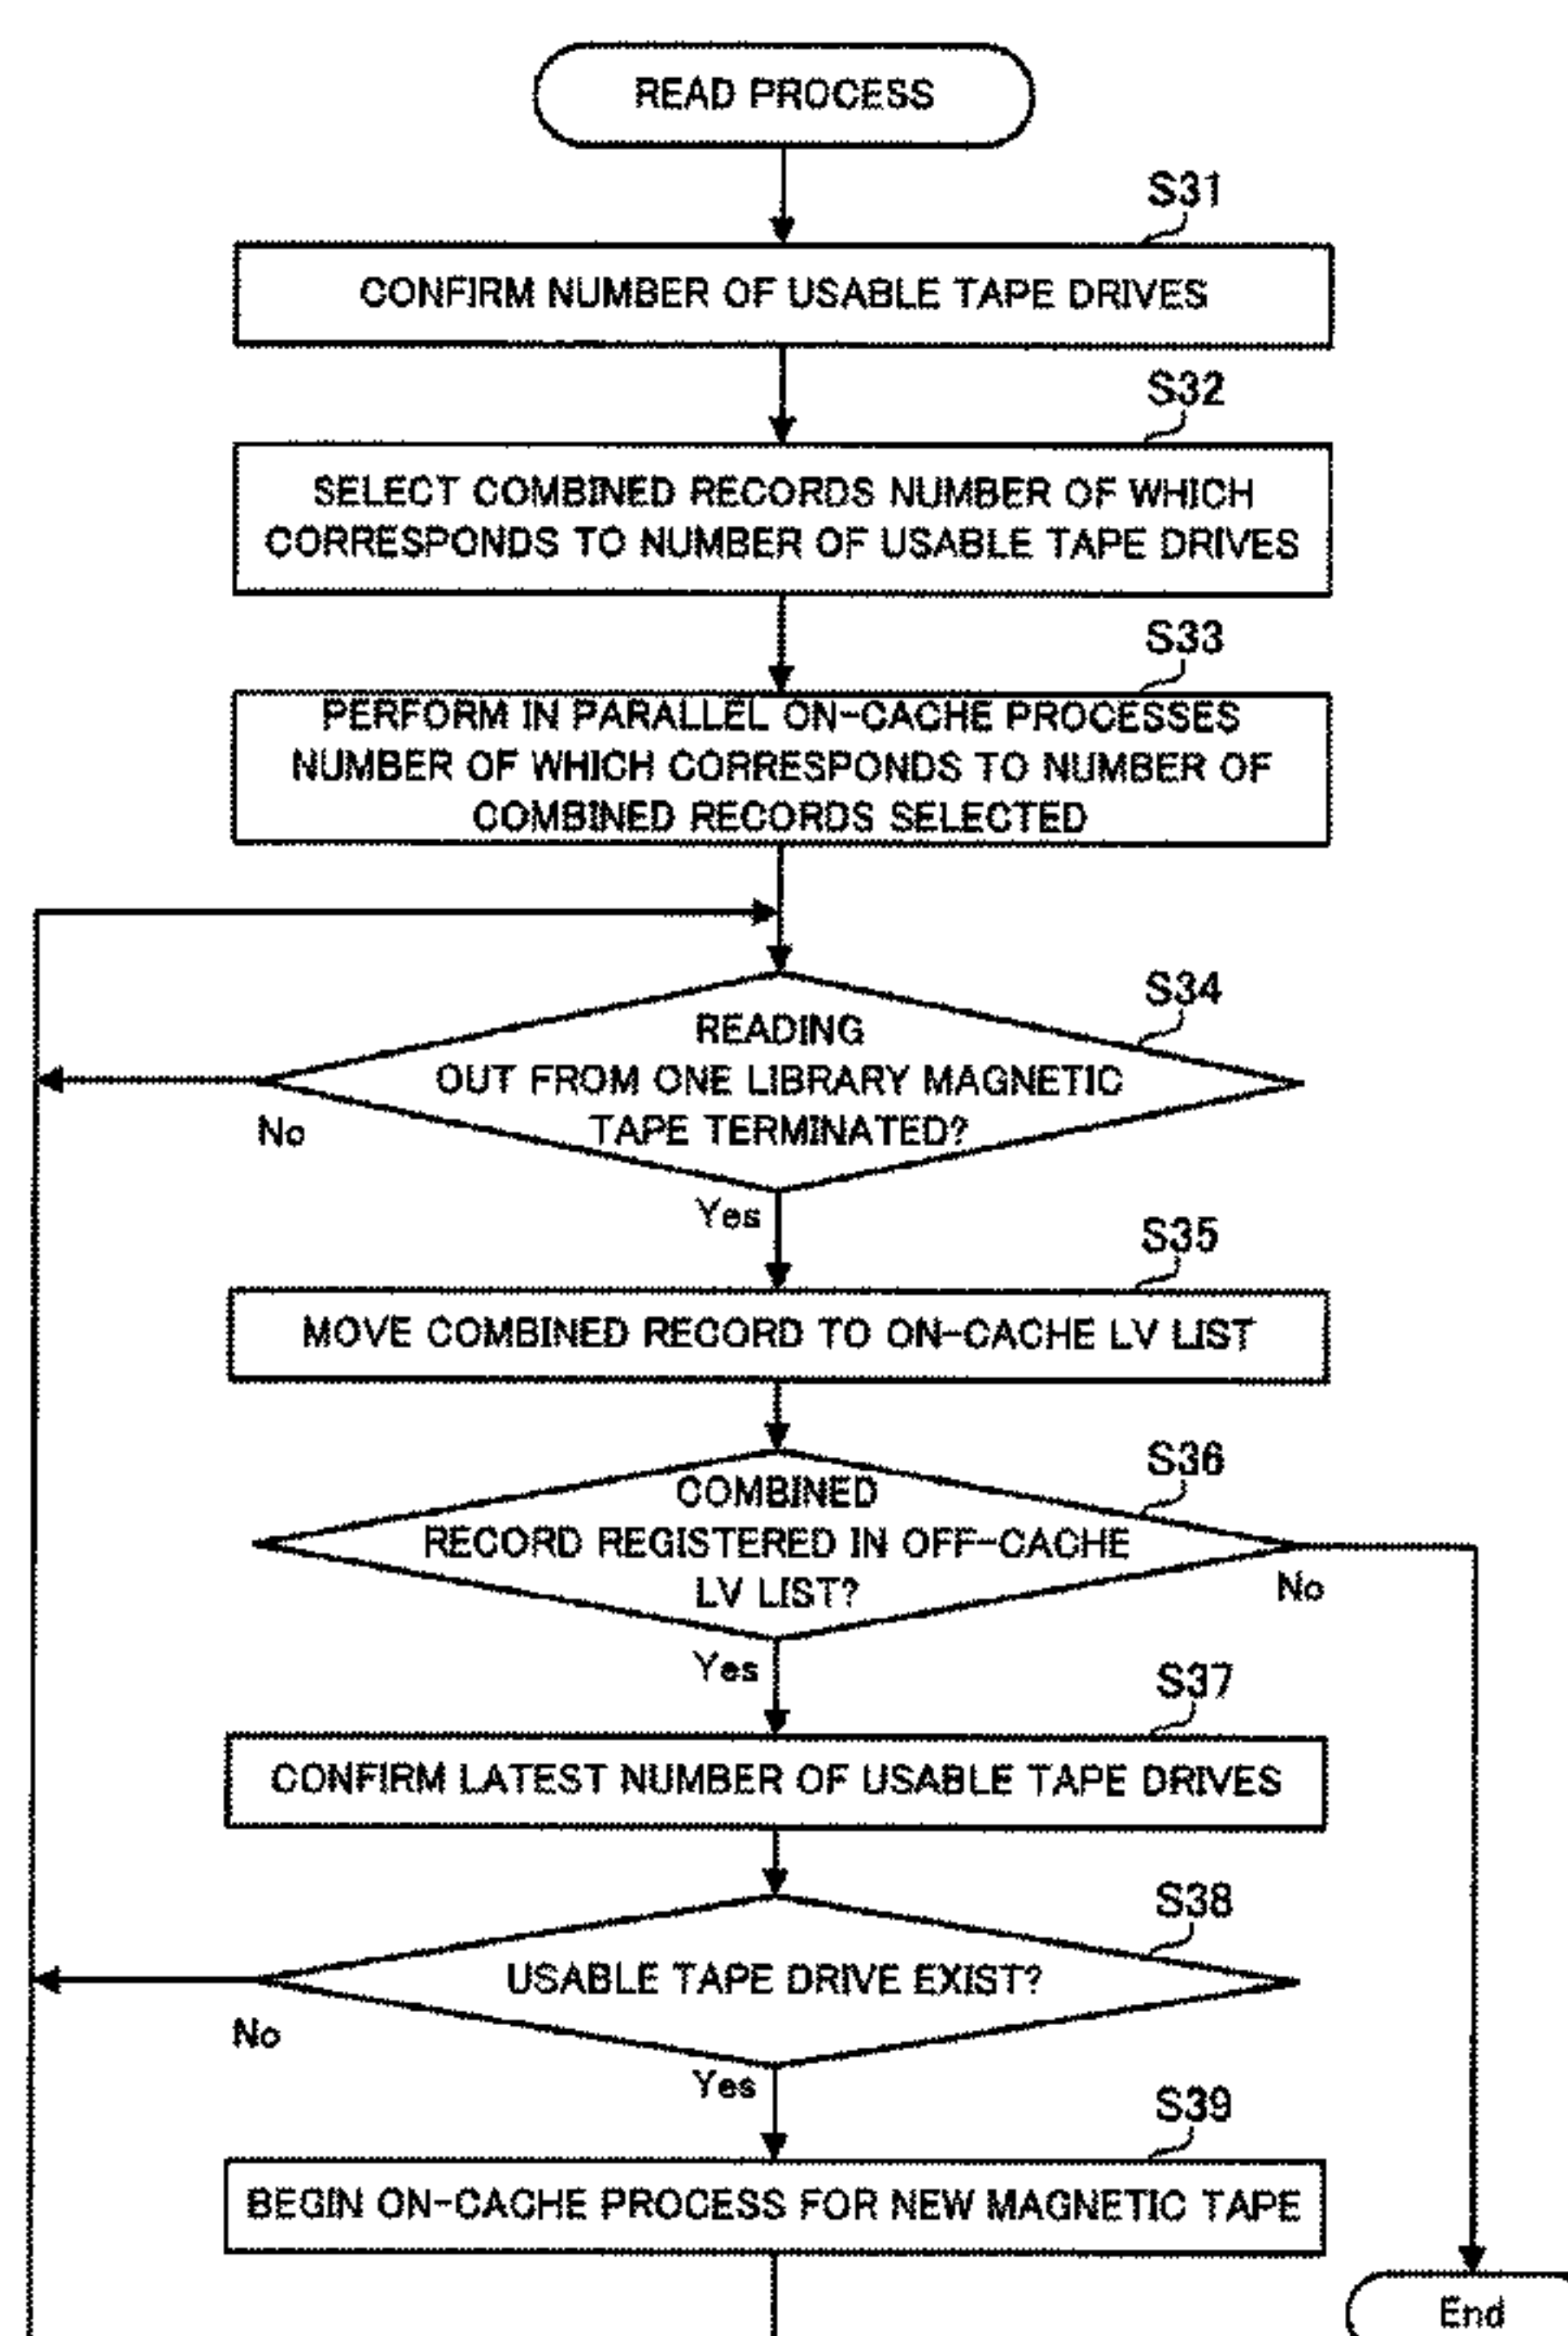 READ PROCESS
S31
CONFIRM NUMBER OF USABLE TAPE DRIVES
S32
SELECT COMBINED RECORDS NUMBER OF WHICH
CORRESPONDS TO NUMBER OF USABLE TAPE DRIVES
S33
PERFORM IN PARALLEL ON-CACHE PROCESSES
NUMBER OF WHICH CORRESPONDS TO NUMBER OF
COMBINED RECORDS SELECTED
S34
READING
OUT FROM ONE LIBRARY MAGNETIC
TAPE TERMINATED?
No
Yes
S35
MOVE COMBINED RECORD TO ON-CACHE LV LIST
S36
COMBINED
RECORD REGISTERED IN OFF-CACHE
LV LIST?
No
Yes
S37
CONFIRM LATEST NUMBER OF USABLE TAPE DRIVES
S38
USABLE TAPE DRIVE EXIST?
No
Yes
S39
BEGIN ON-CACHE PROCESS FOR NEW MAGNETIC TAPE
End